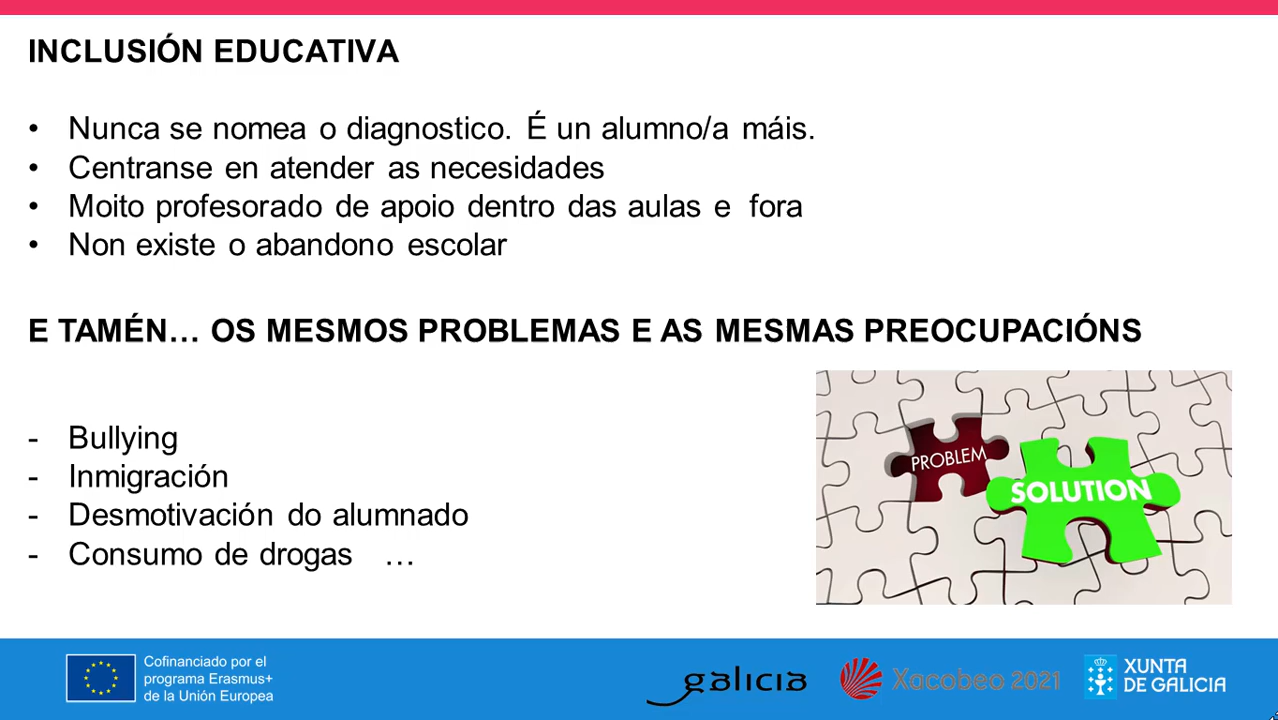 INCLUSIÓN EDUCATIVA
• Nunca se nomea o diagnostico. É un alumno/a máis.
• Centranse en atender as necesidades
• Moito profesorado de apoio dentro das aulas e fora
• Non existe o abandono escolar
E TAMÉN… OS MESMOS PROBLEMAS E AS MESMAS PREOCUPACIÓNS
- Bullying
- Inmigración
- Desmotivación do alumnado
- Consumo de drogas …
PROBLEM
SOLUTION
Cofinanciado por el
programa Erasmus+
de la Unión Europea
galicia
Xacobeo 2021
XUNTA
DE GALICIA